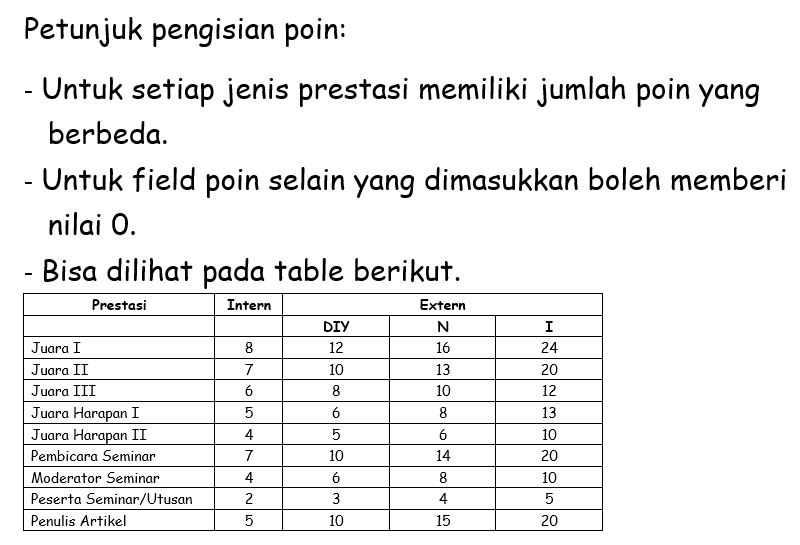 Petunjuk pengisian poin:
- Untuk setiap jenis prestasi memiliki jumlah poin yang
berbeda.
- Untuk field poin selain yang dimasukkan boleh memberi
nilai 0.
- Bisa dilihat pada table berikut.
Prestasi Intern Extern
DIY N I
Juara I 8 12 16 24
Juara II 7 10 13 20
Juara III 6 8 10 12
Juara Harapan I 5 6 8 13
Juara Harapan II 4 5 6 10
Pembicara Seminar 7 10 14 20
Moderator Seminar 4 6 8 10
Peserta Seminar/Utusan 2 3 4 5
Penulis Artikel 5 10 15 20